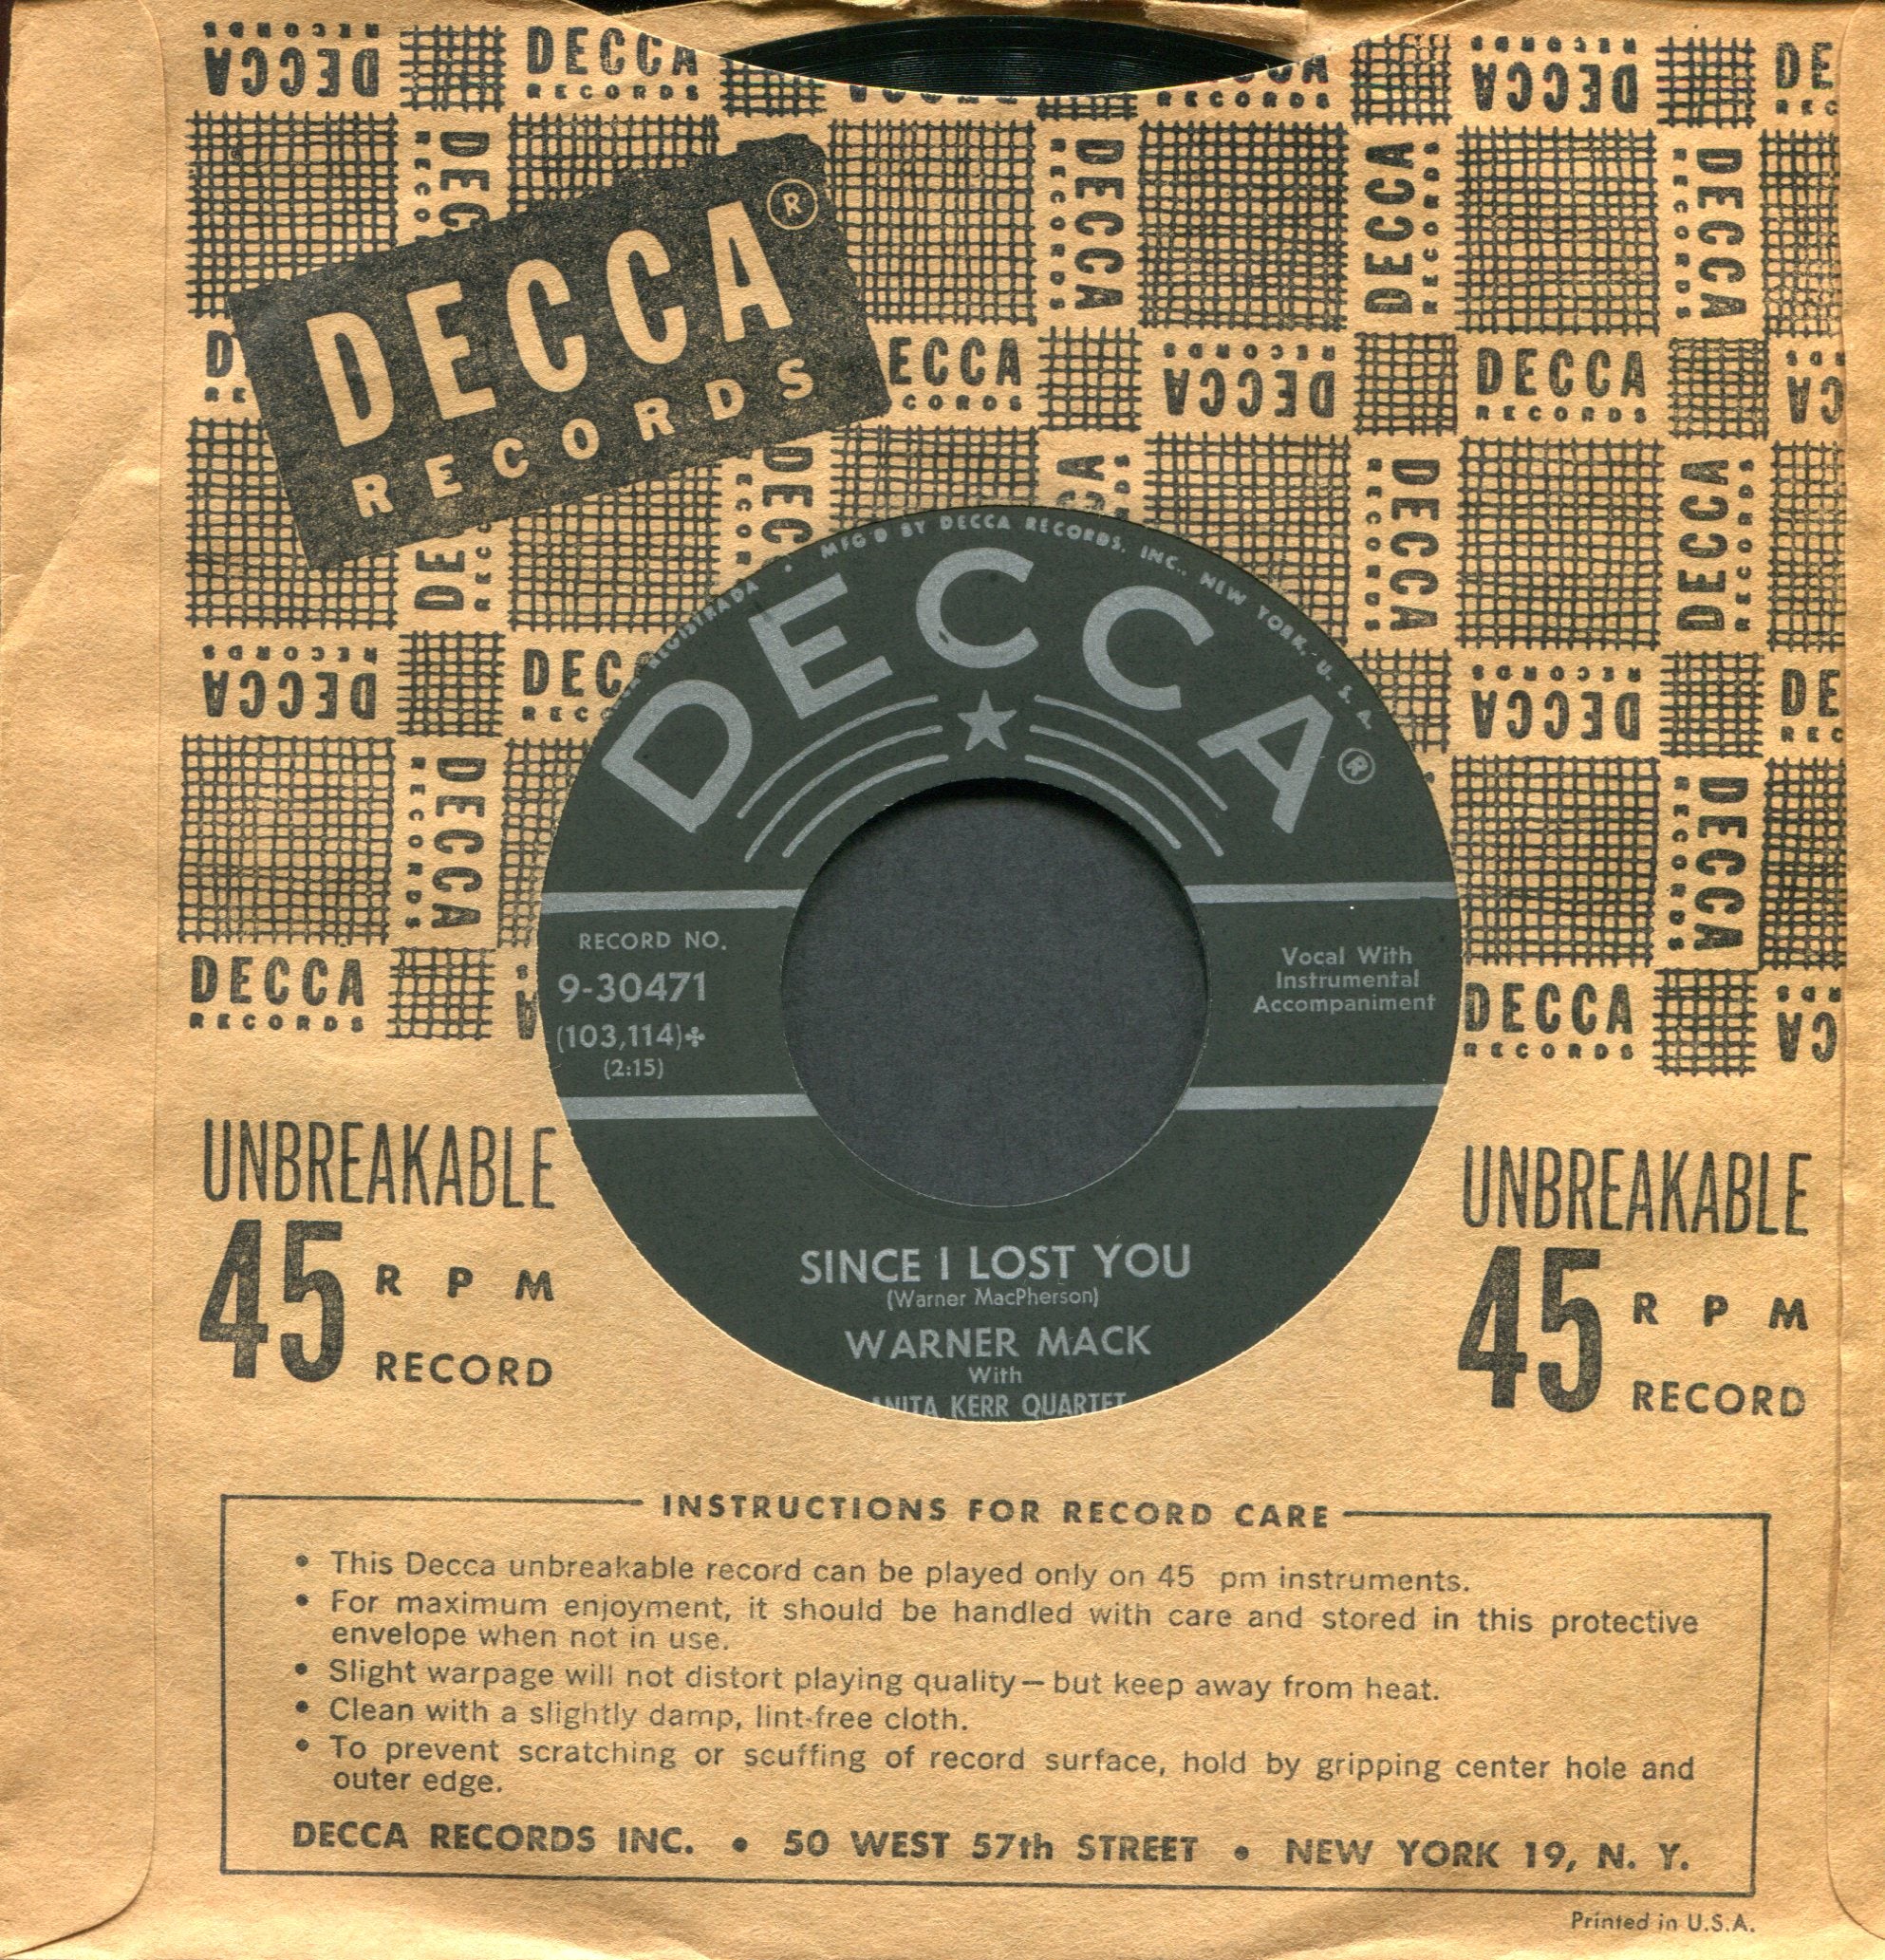 DECCA®
RECORDS
REGISTRADA • MFG'D BY DECCA RECORDS, INC., NEW YORK, U. S. A.
DECCA®
RECORD NO.
9-30471
(103,114)✤
(2:15)
Vocal With
Instrumental
Accompaniment
SINCE I LOST YOU
(Warner MacPherson)
WARNER MACK
With
ANITA KERR QUARTET
UNBREAKABLE
45 RPM
RECORD
UNBREAKABLE
45 RPM
RECORD
INSTRUCTIONS FOR RECORD CARE
• This Decca unbreakable record can be played only on 45 pm instruments.
• For maximum enjoyment, it should be handled with care and stored in this protective
envelope when not in use.
• Slight warpage will not distort playing quality—but keep away from heat.
• Clean with a slightly damp, lint-free cloth.
• To prevent scratching or scuffing of record surface, hold by gripping center hole and
outer edge.
DECCA RECORDS INC. • 50 WEST 57th STREET • NEW YORK 19, N. Y.
Printed in U.S.A.